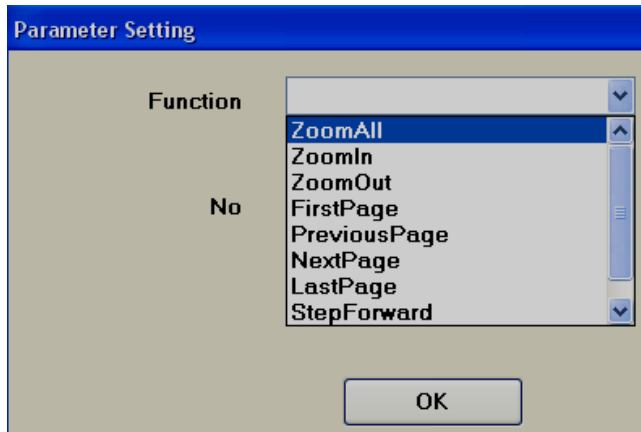 Parameter Setting
Function
ZoomAll
ZoomIn
ZoomOut
No
FirstPage
PreviousPage
NextPage
LastPage
StepForward
OK